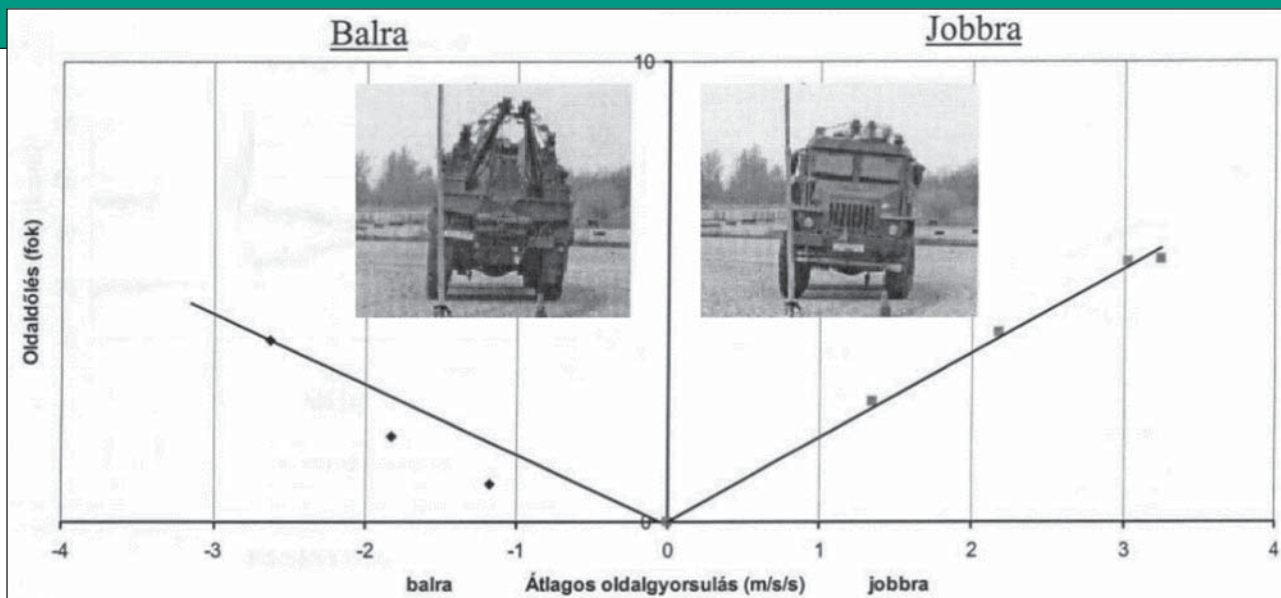 Balra
Jobbra
10
Oldaldőlés (fok)
0
-4 -3 -2 -1 0 1 2 3 4
balra Átlagos oldalgyorsulás (m/s/s) jobbra